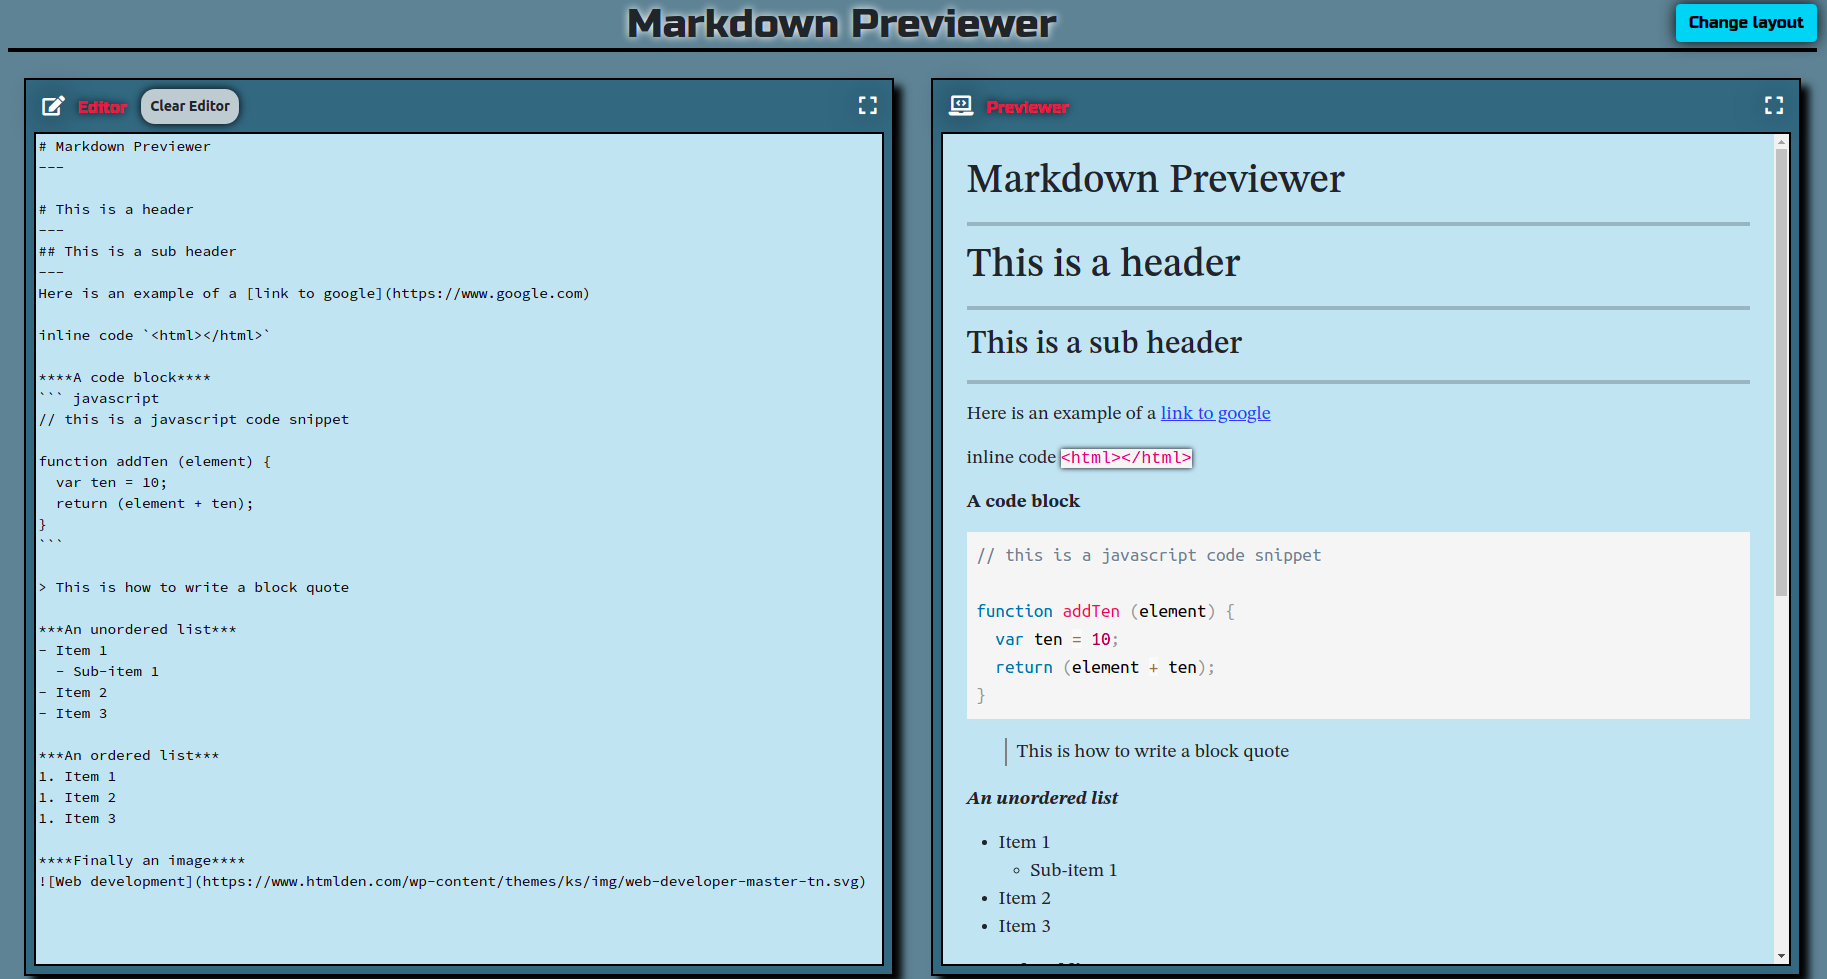 Markdown Previewer
Change layout
Editor
Clear Editor
# Markdown Previewer
---
# This is a header
---
## This is a sub header
---
Here is an example of a [link to google](https://www.google.com)
inline code `<html></html>`
****A code block****
``` javascript
// this is a javascript code snippet
function addTen (element) {
  var ten = 10;
  return (element + ten);
}
```
> This is how to write a block quote
***An unordered list***
- Item 1
  - Sub-item 1
- Item 2
- Item 3
***An ordered list***
1. Item 1
1. Item 2
1. Item 3
****Finally an image****
![Web development](https://www.htmlden.com/wp-content/themes/ks/img/web-developer-master-tn.svg)
Previewer
Markdown Previewer
This is a header
This is a sub header
Here is an example of a link to google
inline code <html></html>
A code block
// this is a javascript code snippet
function addTen (element) {
  var ten = 10;
  return (element + ten);
}
This is how to write a block quote
An unordered list
• Item 1
◦ Sub-item 1
• Item 2
• Item 3